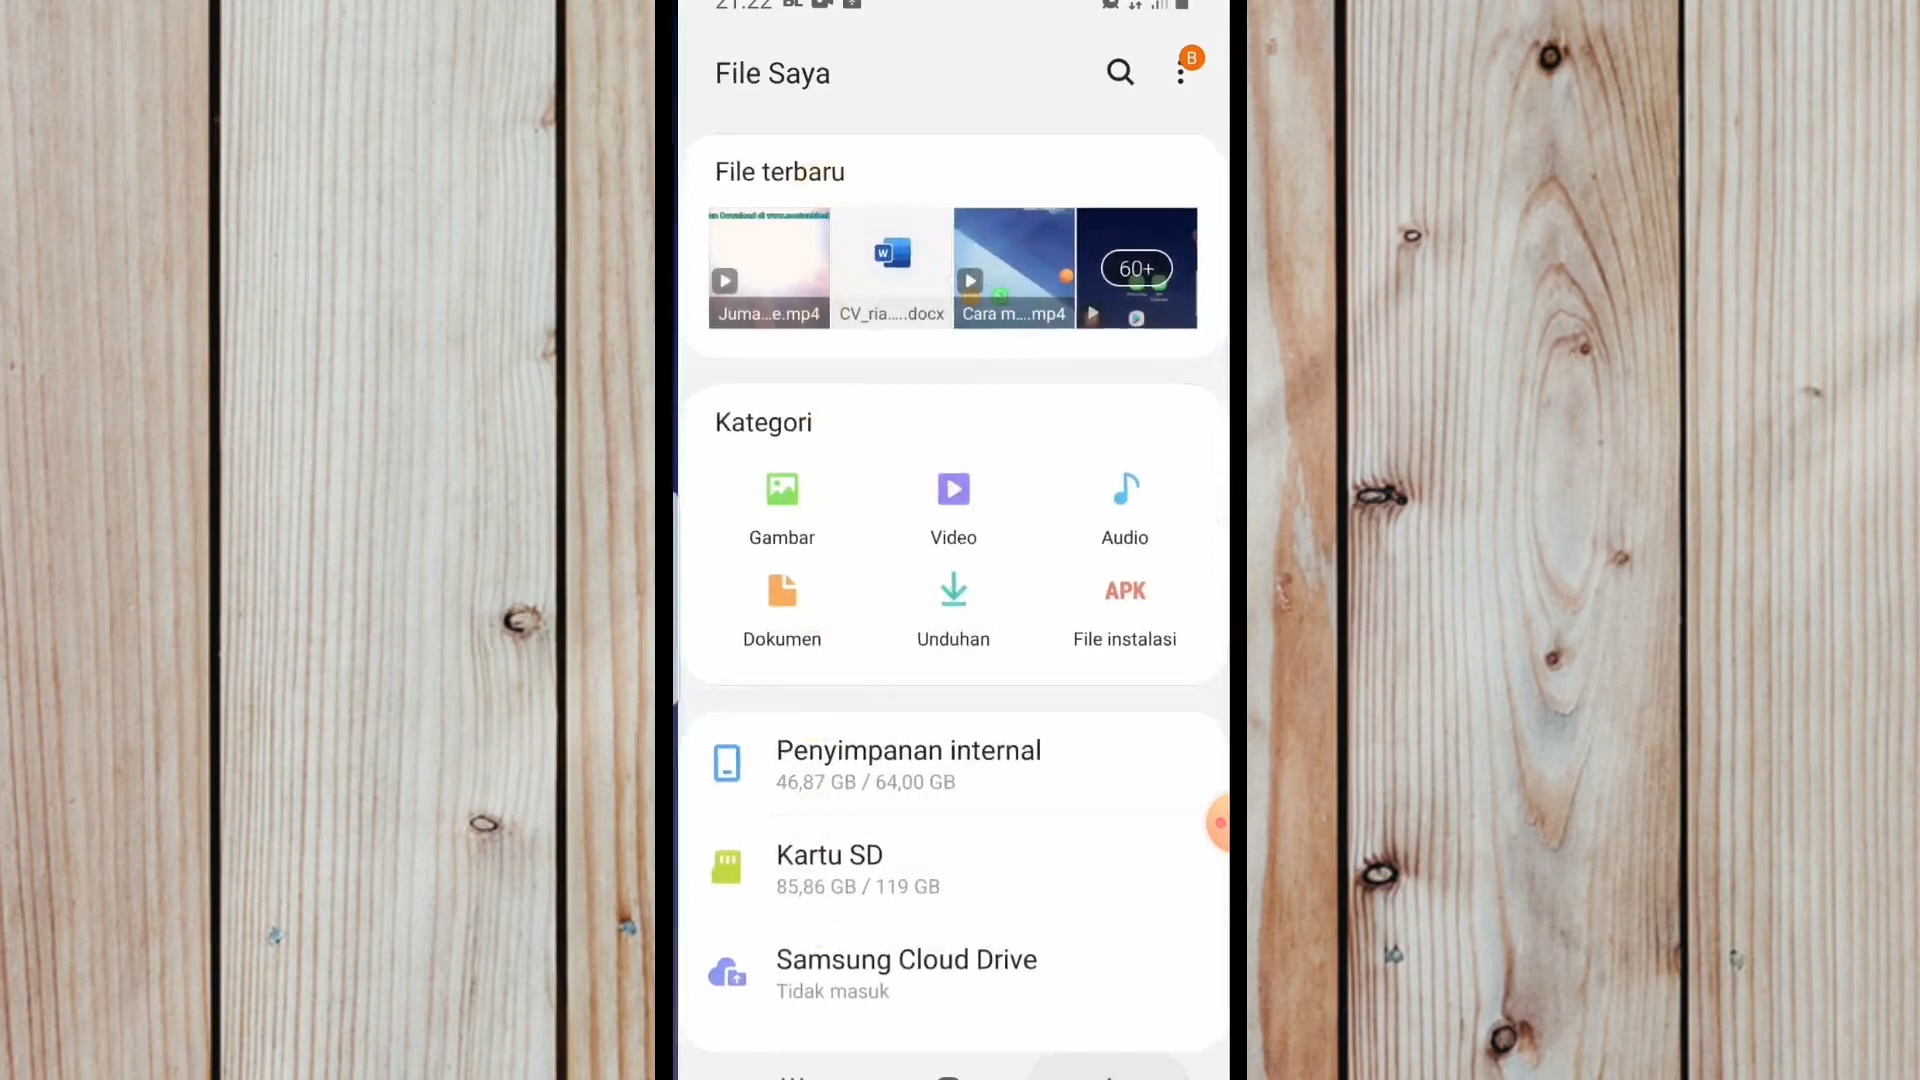 21.22 BL
File Saya
B
File terbaru
60+
Juma...e.mp4
CV_ria.....docx
Cara m....mp4
Kategori
Gambar
Video
Audio
APK
Dokumen
Unduhan
File instalasi
Penyimpanan internal
46,87 GB / 64,00 GB
Kartu SD
85,86 GB / 119 GB
Samsung Cloud Drive
Tidak masuk